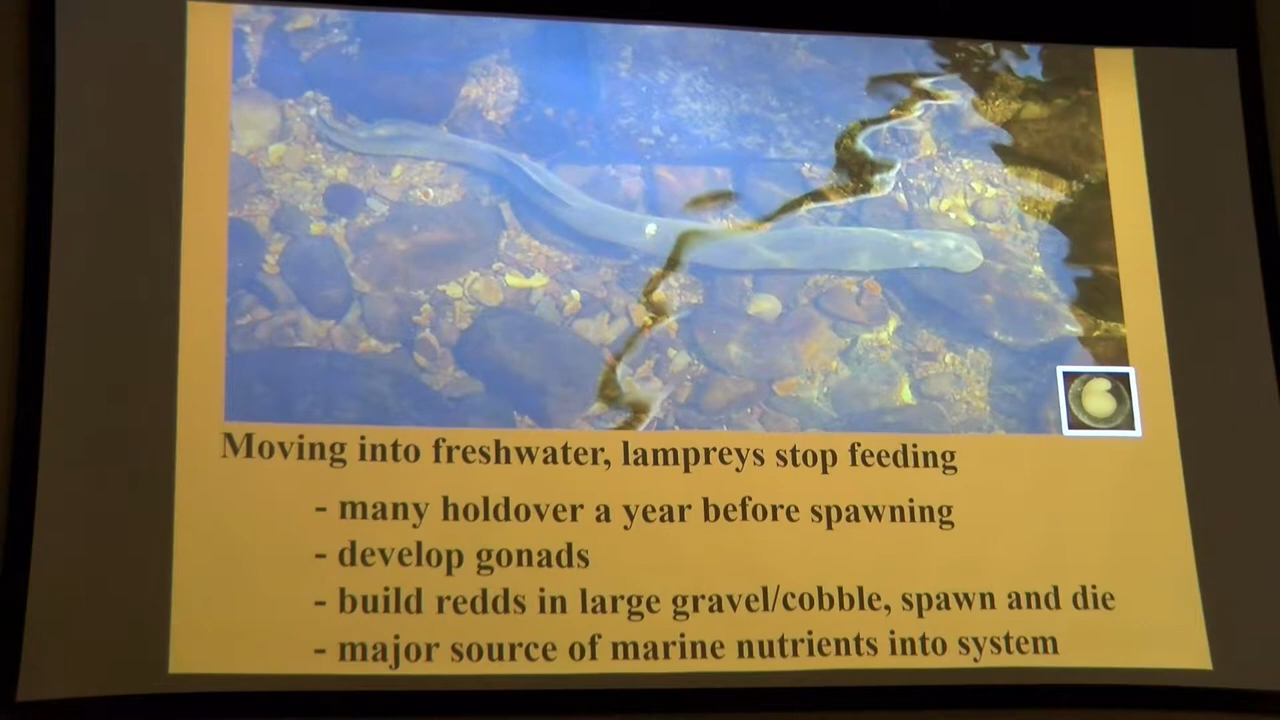 Moving into freshwater, lampreys stop feeding
- many holdover a year before spawning
- develop gonads
- build redds in large gravel/cobble, spawn and die
- major source of marine nutrients into system